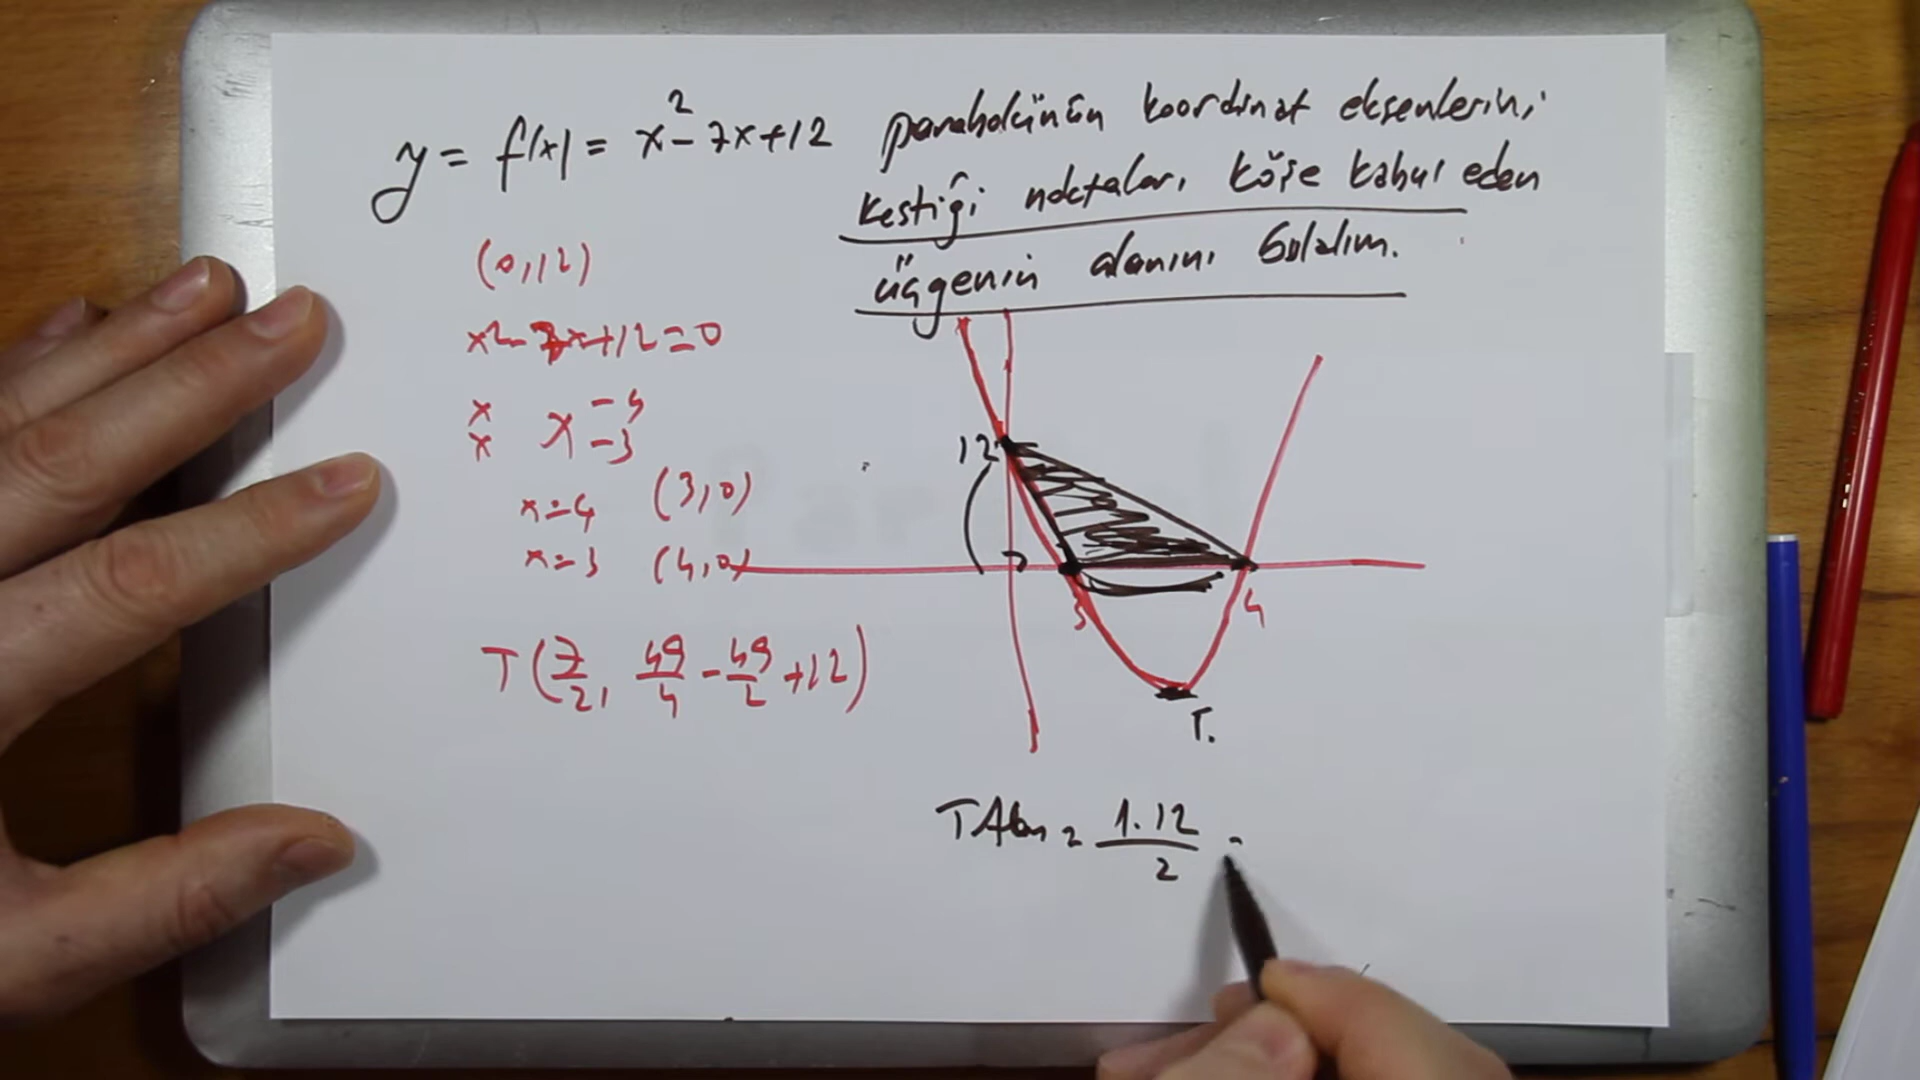 y = f(x) = x² - 7x + 12 parabolünün koordinat eksenlerini
kestiği noktaları köşe kabul eden
üçgenin alanını bulalım.
(0,12)
x² - 7x + 12 = 0
x -4
x -3
x = 4 (3,0)
x = 3 (4,0)
T(7/2, 49/4 - 49/2 + 12)
12
3
4
T.
TAlan = 1.12/2 =